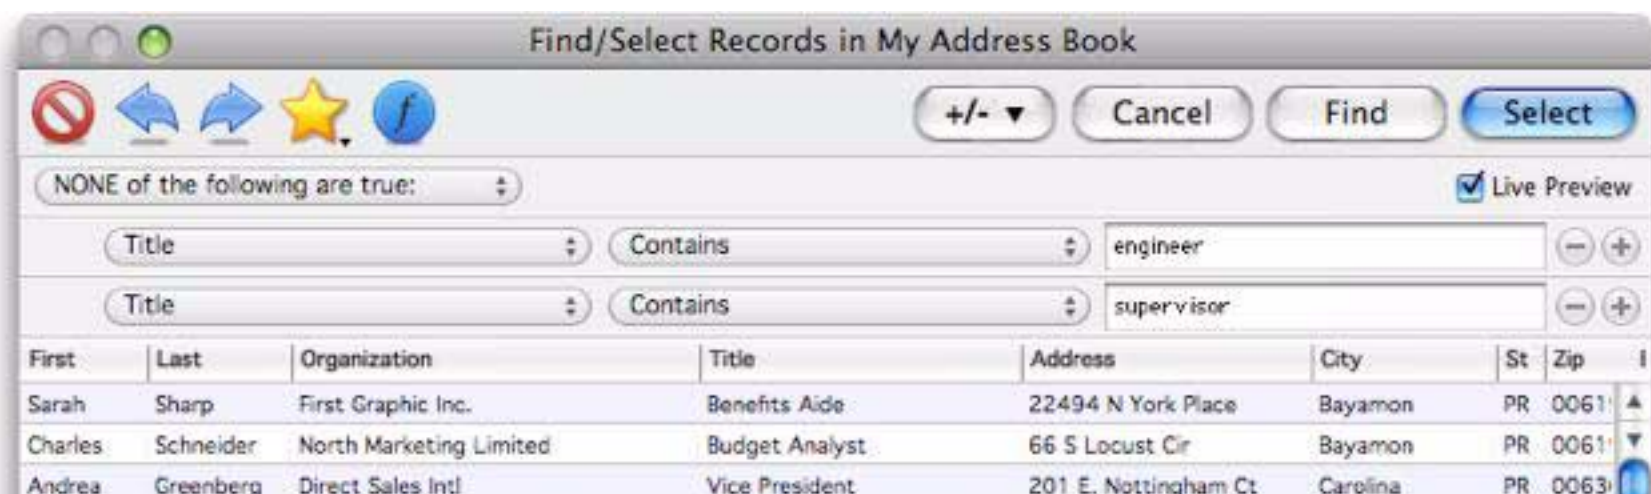 Find/Select Records in My Address Book
f +/- ▼ Cancel Find Select
NONE of the following are true: Live Preview
Title Contains engineer
Title Contains supervisor
First Last Organization Title Address City St Zip
Sarah Sharp First Graphic Inc. Benefits Aide 22494 N York Place Bayamon PR 0061
Charles Schneider North Marketing Limited Budget Analyst 66 S Locust Cir Bayamon PR 0061
Andrea Greenberg Direct Sales Intl Vice President 201 E. Nottingham Ct Carolina PR 0063